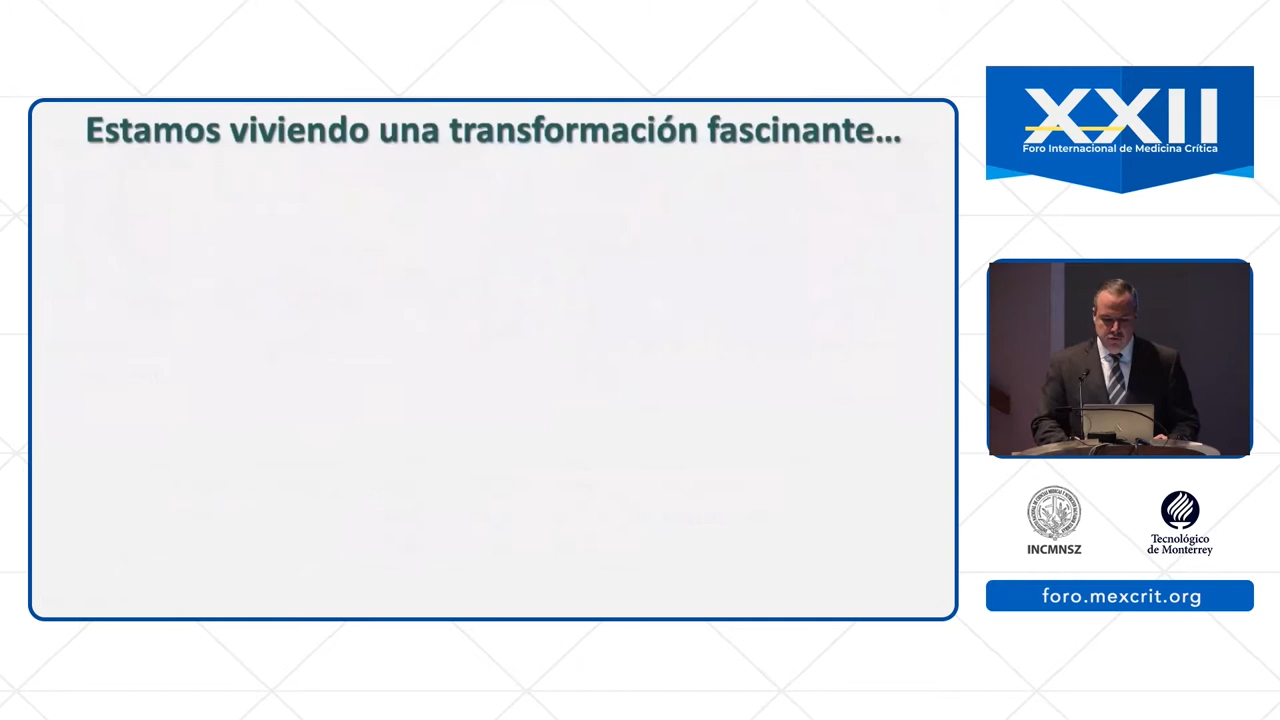 Estamos viviendo una transformación fascinante...
XXII
Foro Internacional de Medicina Crítica
INCMNSZ
Tecnológico
de Monterrey
foro.mexcrit.org